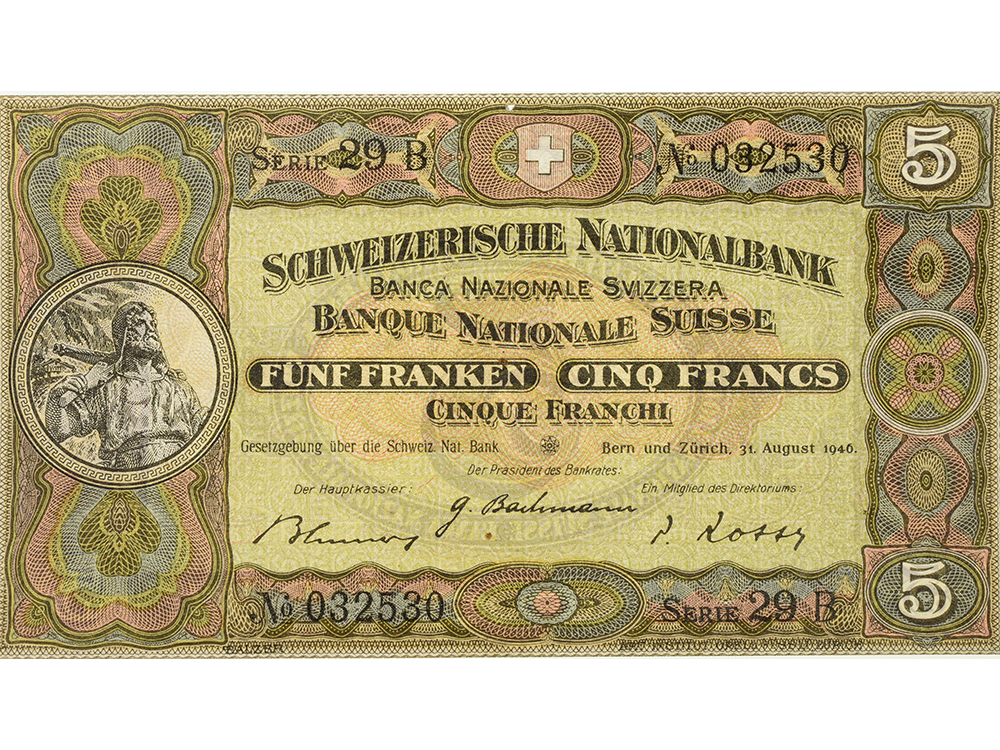 SERIE 29 B
No 032530
5
SCHWEIZERISCHE NATIONALBANK
BANCA NAZIONALE SVIZZERA
BANQUE NATIONALE SUISSE
FÜNF FRANKEN CINQ FRANCS
CINQUE FRANCHI
Gesetzgebung über die Schweiz. Nat. Bank
Bern und Zürich, 31. August 1946.
Der Präsident des Bankrates:
Der Hauptkassier:
Ein Mitglied des Direktoriums:
G. Bachmann
P. Rossy
5
No 032530
SERIE 29 B
BALZER